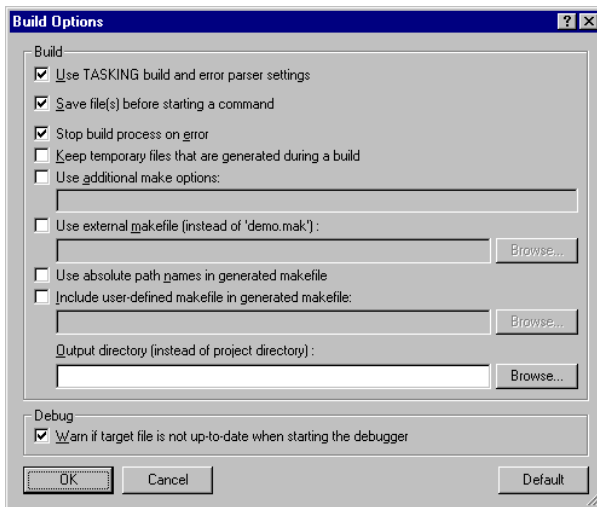 Build Options
Build
Use TASKING build and error parser settings
Save file(s) before starting a command
Stop build process on error
Keep temporary files that are generated during a build
Use additional make options:
Use external makefile (instead of 'demo.mak') :
Browse...
Use absolute path names in generated makefile
Include user-defined makefile in generated makefile:
Browse...
Output directory (instead of project directory) :
Browse...
Debug
Warn if target file is not up-to-date when starting the debugger
OK Cancel Default